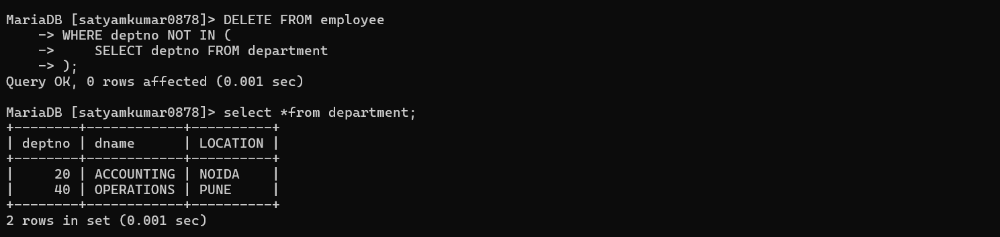 MariaDB [satyamkumar0878]> DELETE FROM employee
    -> WHERE deptno NOT IN (
    ->     SELECT deptno FROM department
    -> );
Query OK, 0 rows affected (0.001 sec)

MariaDB [satyamkumar0878]> select *from department;
+--------+------------+----------+
| deptno | dname      | LOCATION |
+--------+------------+----------+
|     20 | ACCOUNTING | NOIDA    |
|     40 | OPERATIONS | PUNE     |
+--------+------------+----------+
2 rows in set (0.001 sec)